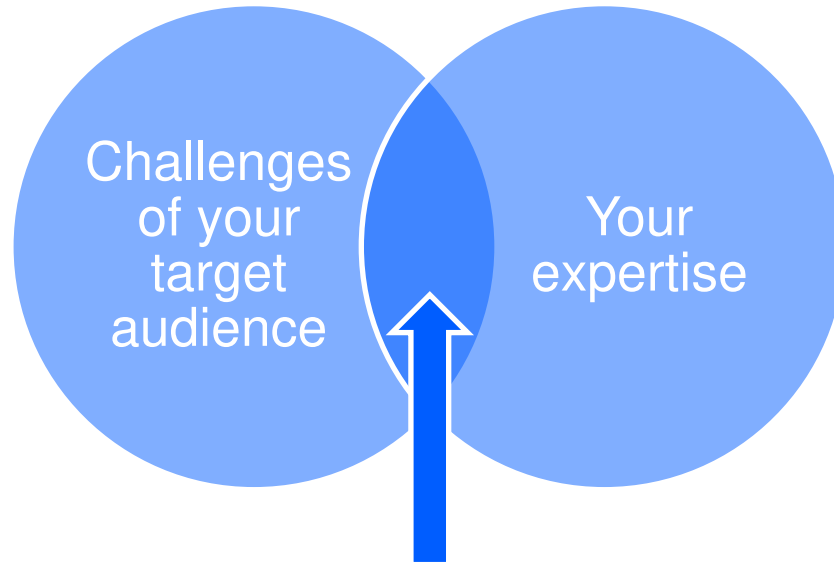 Challenges
of your
target
audience
Your
expertise